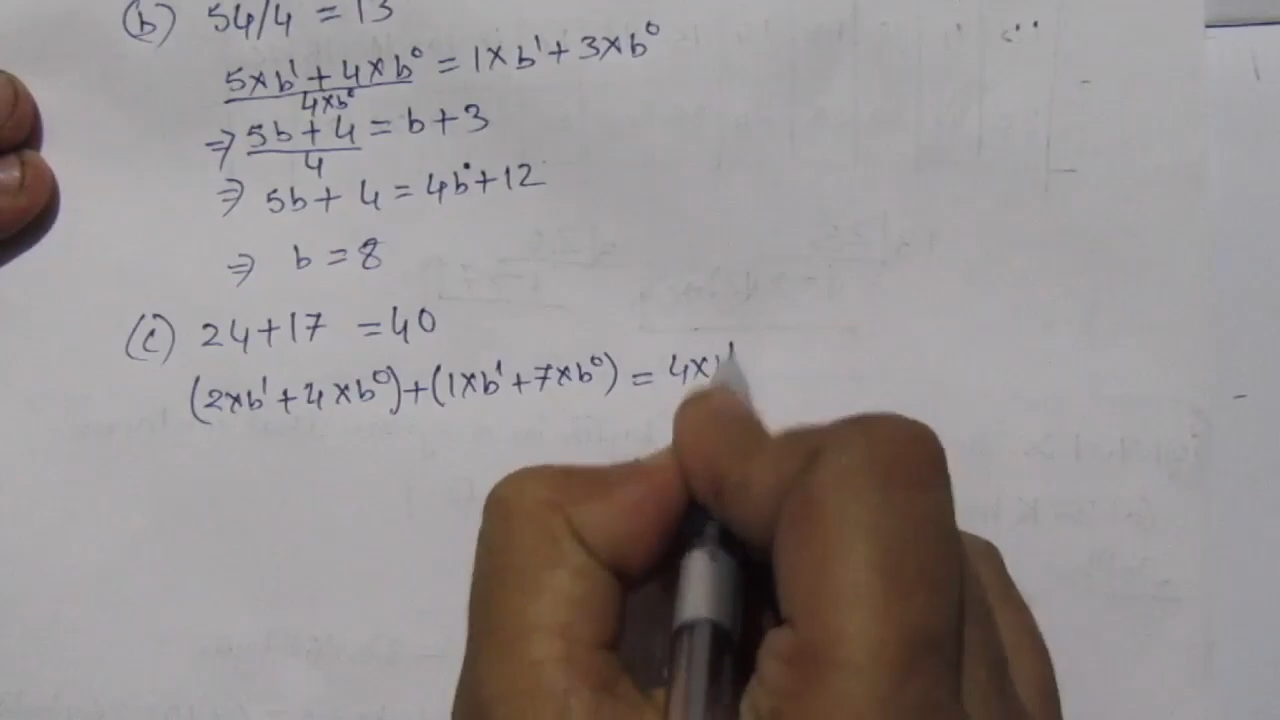 (b) 54/4 = 13
5×b¹+4×b⁰ = 1×b¹+3×b⁰
4×b⁰
⇒ 5b+4 = b+3
4
⇒ 5b+4 = 4b+12
⇒ b = 8
(c) 24+17 = 40
(2×b¹+4×b⁰)+(1×b¹+7×b⁰) = 4×b¹